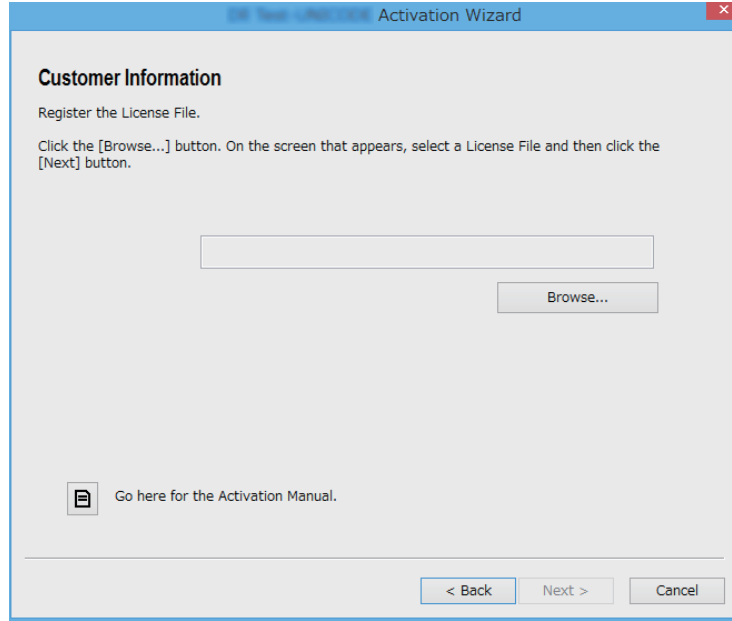 Activation Wizard
Customer Information
Register the License File.
Click the [Browse...] button. On the screen that appears, select a License File and then click the
[Next] button.
Browse...
Go here for the Activation Manual.
< Back
Next >
Cancel